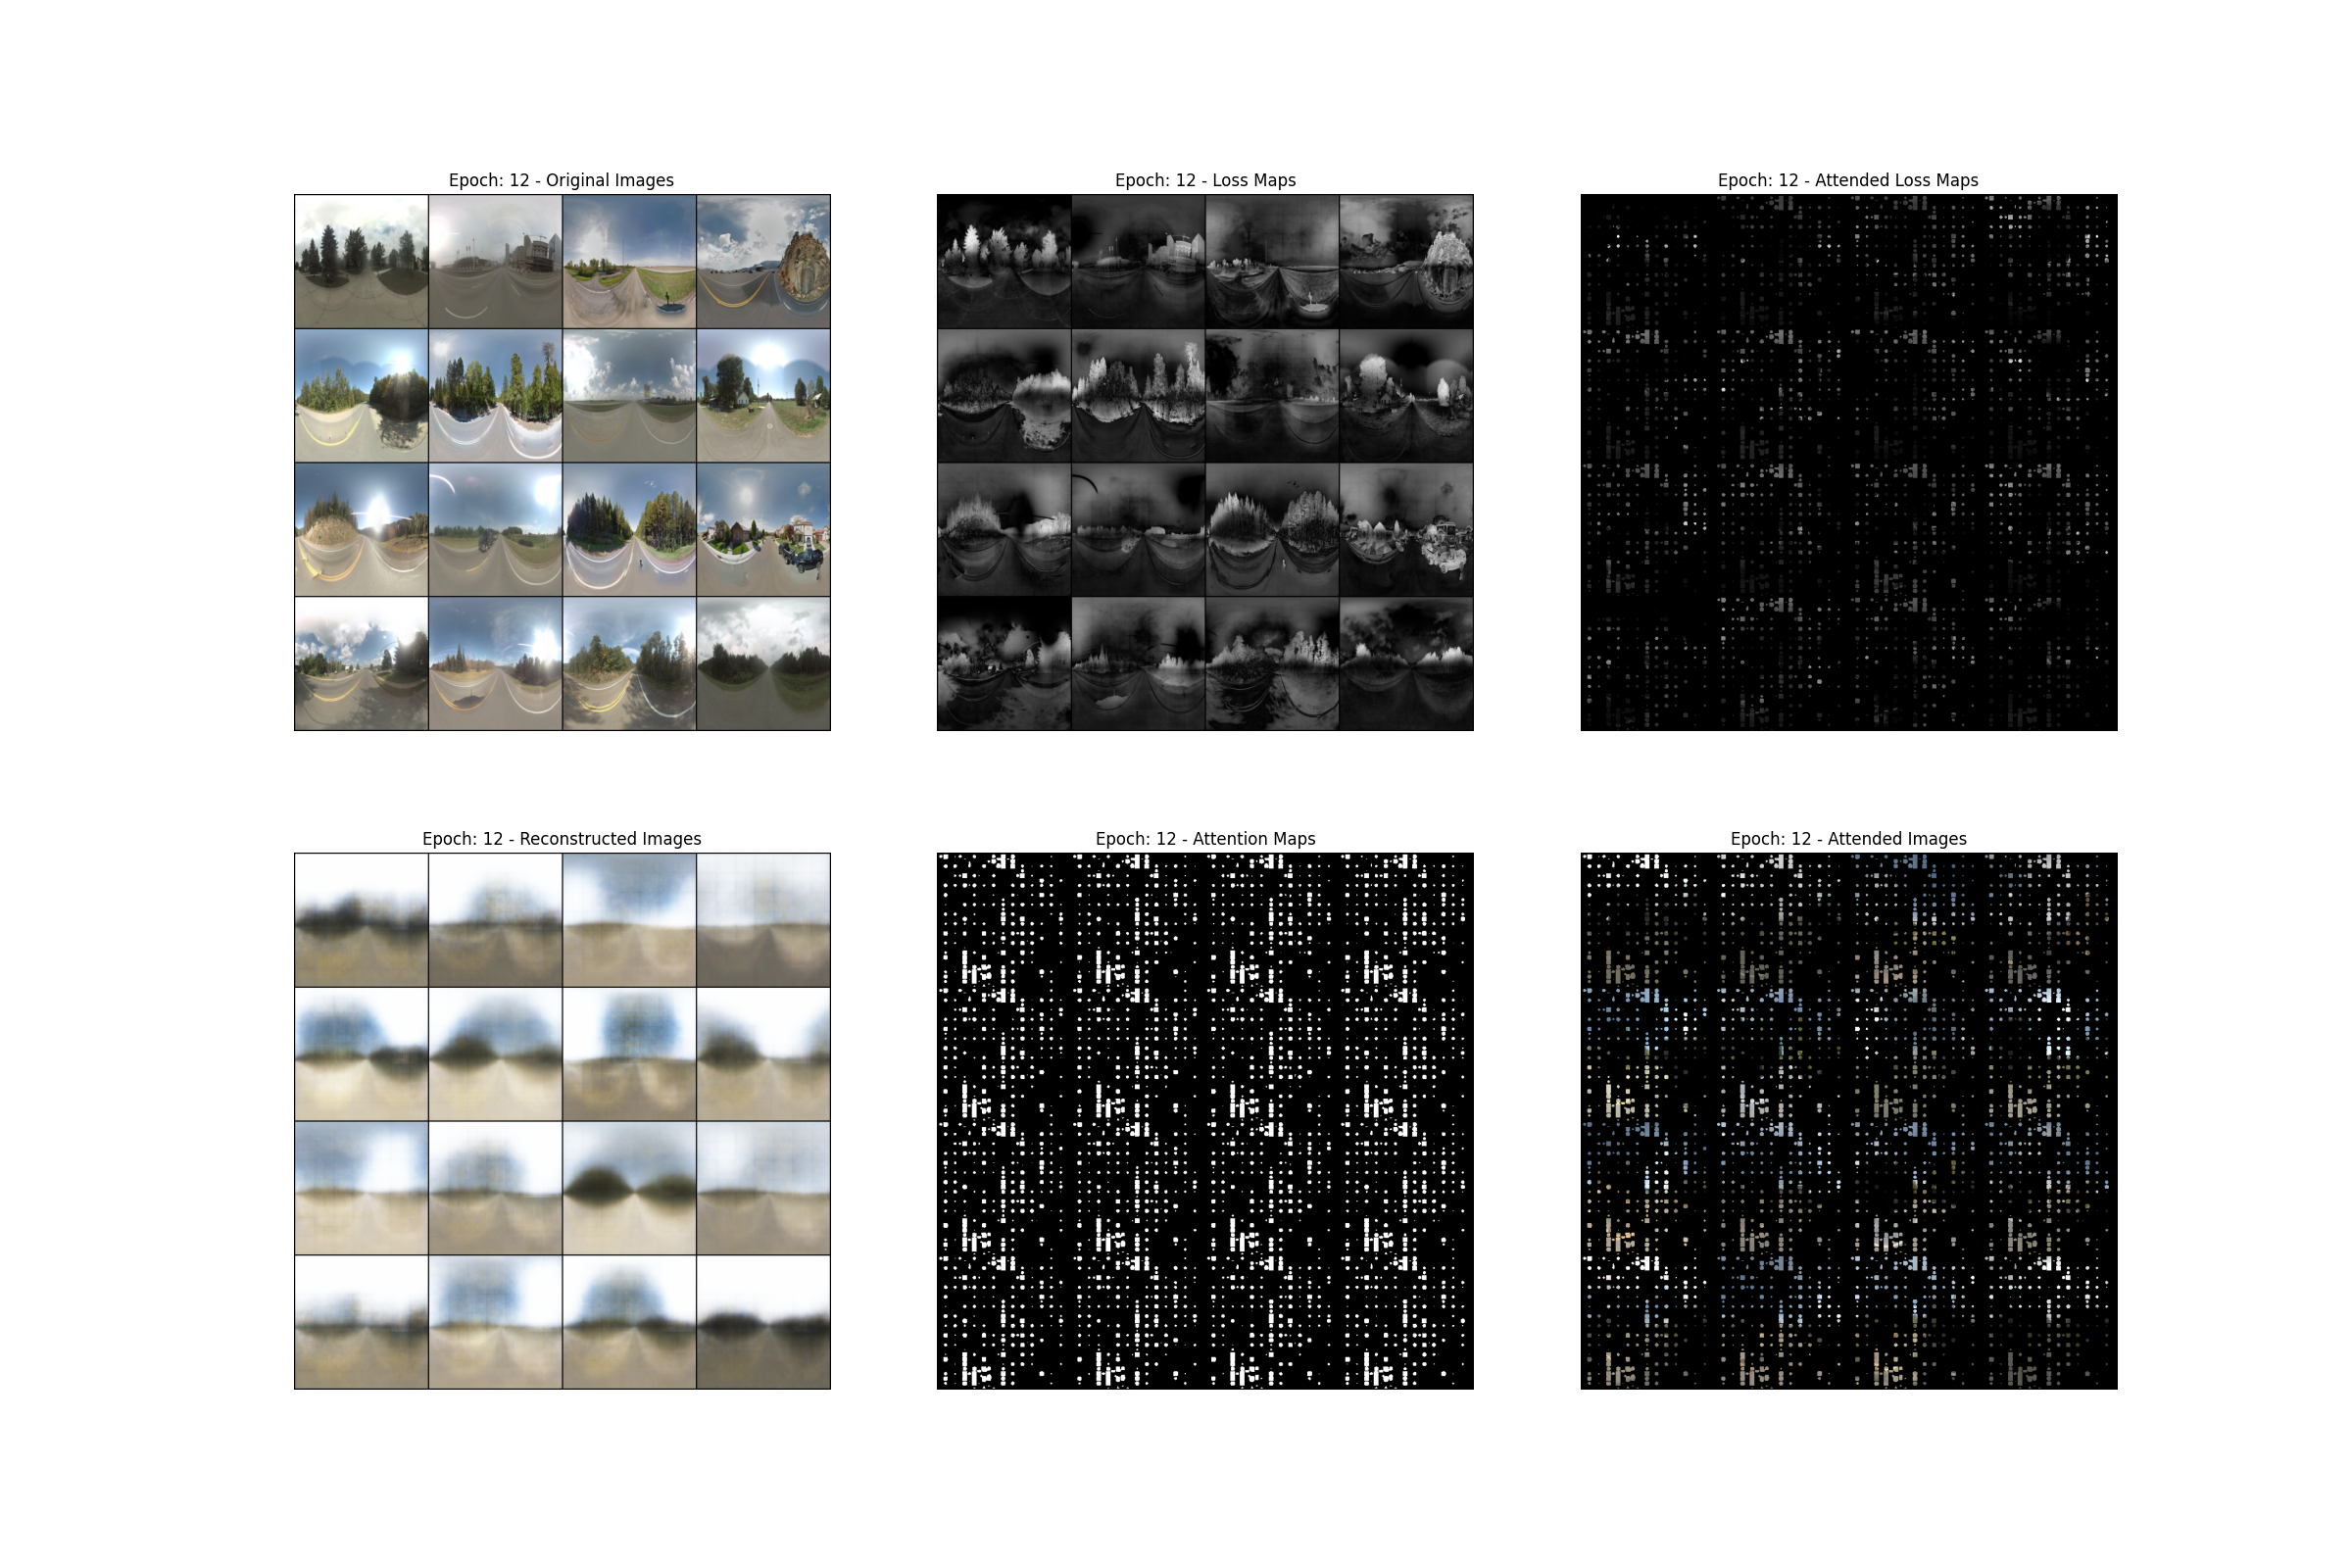 Epoch: 12 - Original Images
Epoch: 12 - Loss Maps
Epoch: 12 - Attended Loss Maps
Epoch: 12 - Reconstructed Images
Epoch: 12 - Attention Maps
Epoch: 12 - Attended Images